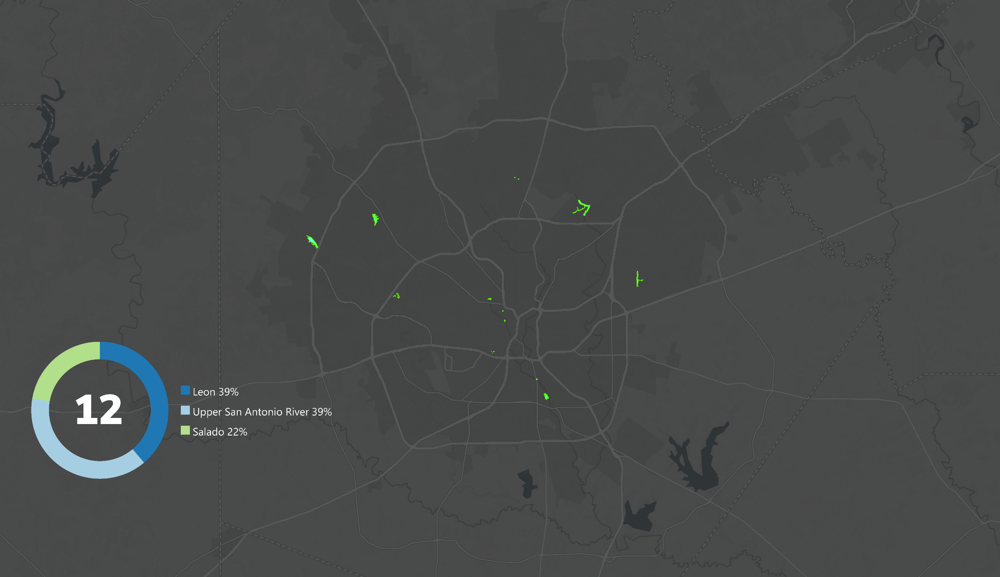 12
Leon 39%
Upper San Antonio River 39%
Salado 22%